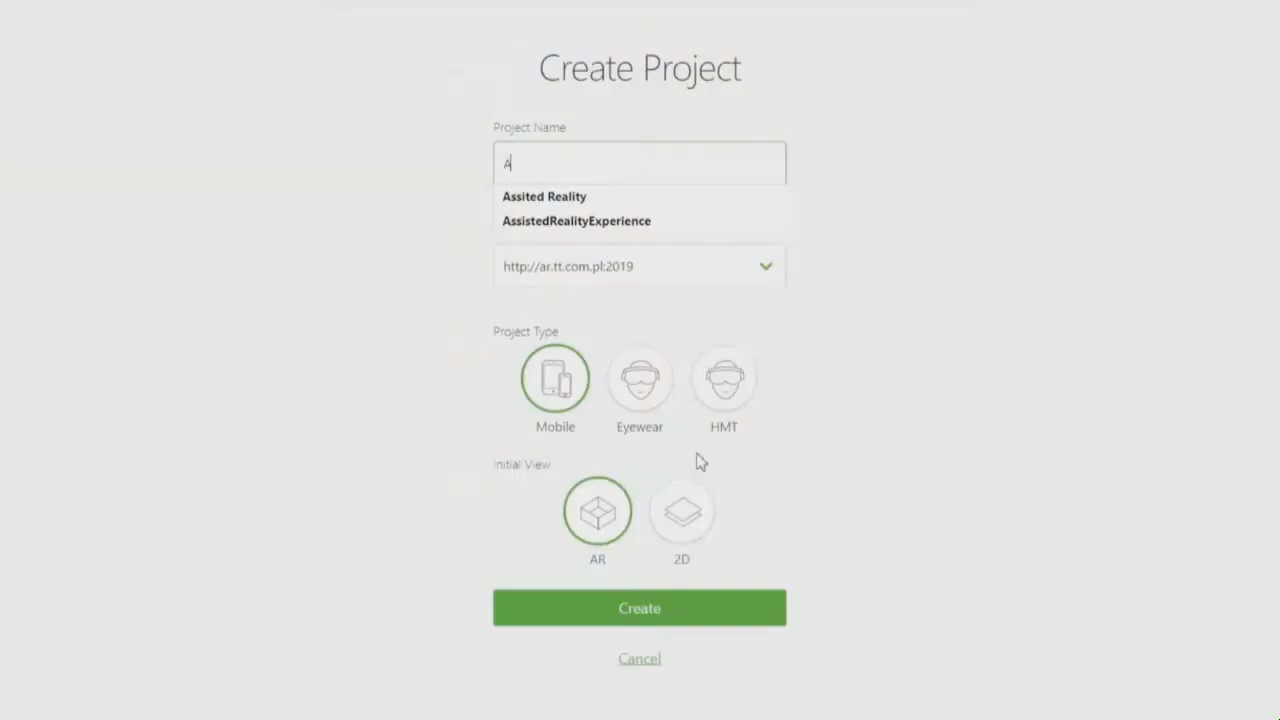 Create Project
Project Name
A
Assited Reality
AssistedRealityExperience
http://ar.tt.com.pl:2019
Project Type
Mobile
Eyewear
HMT
Initial View
AR
2D
Create
Cancel